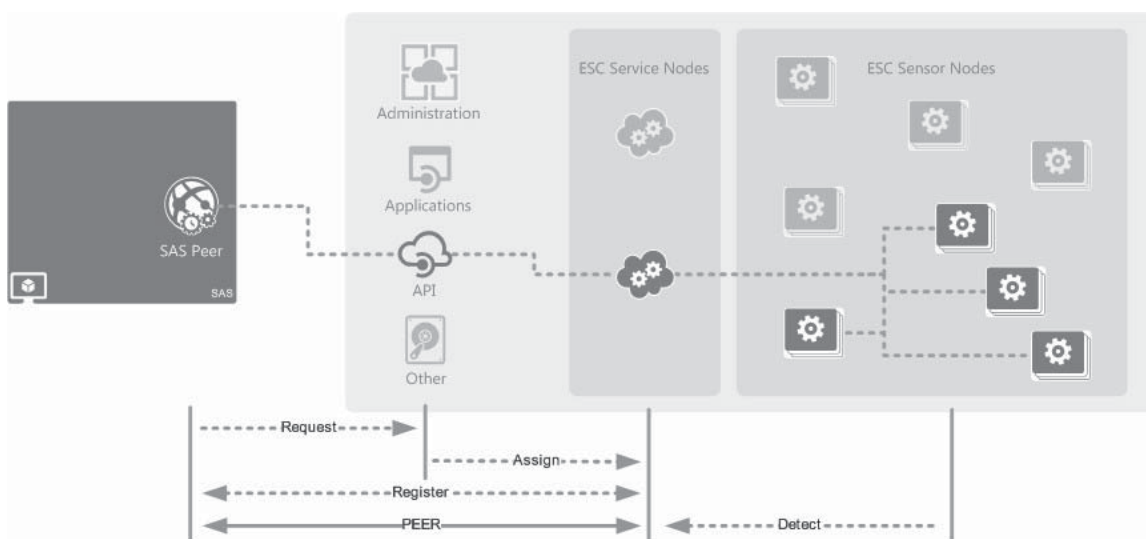 SAS Peer
SAS
Administration
Applications
API
Other
ESC Service Nodes
ESC Sensor Nodes
Request
Assign
Register
PEER
Detect